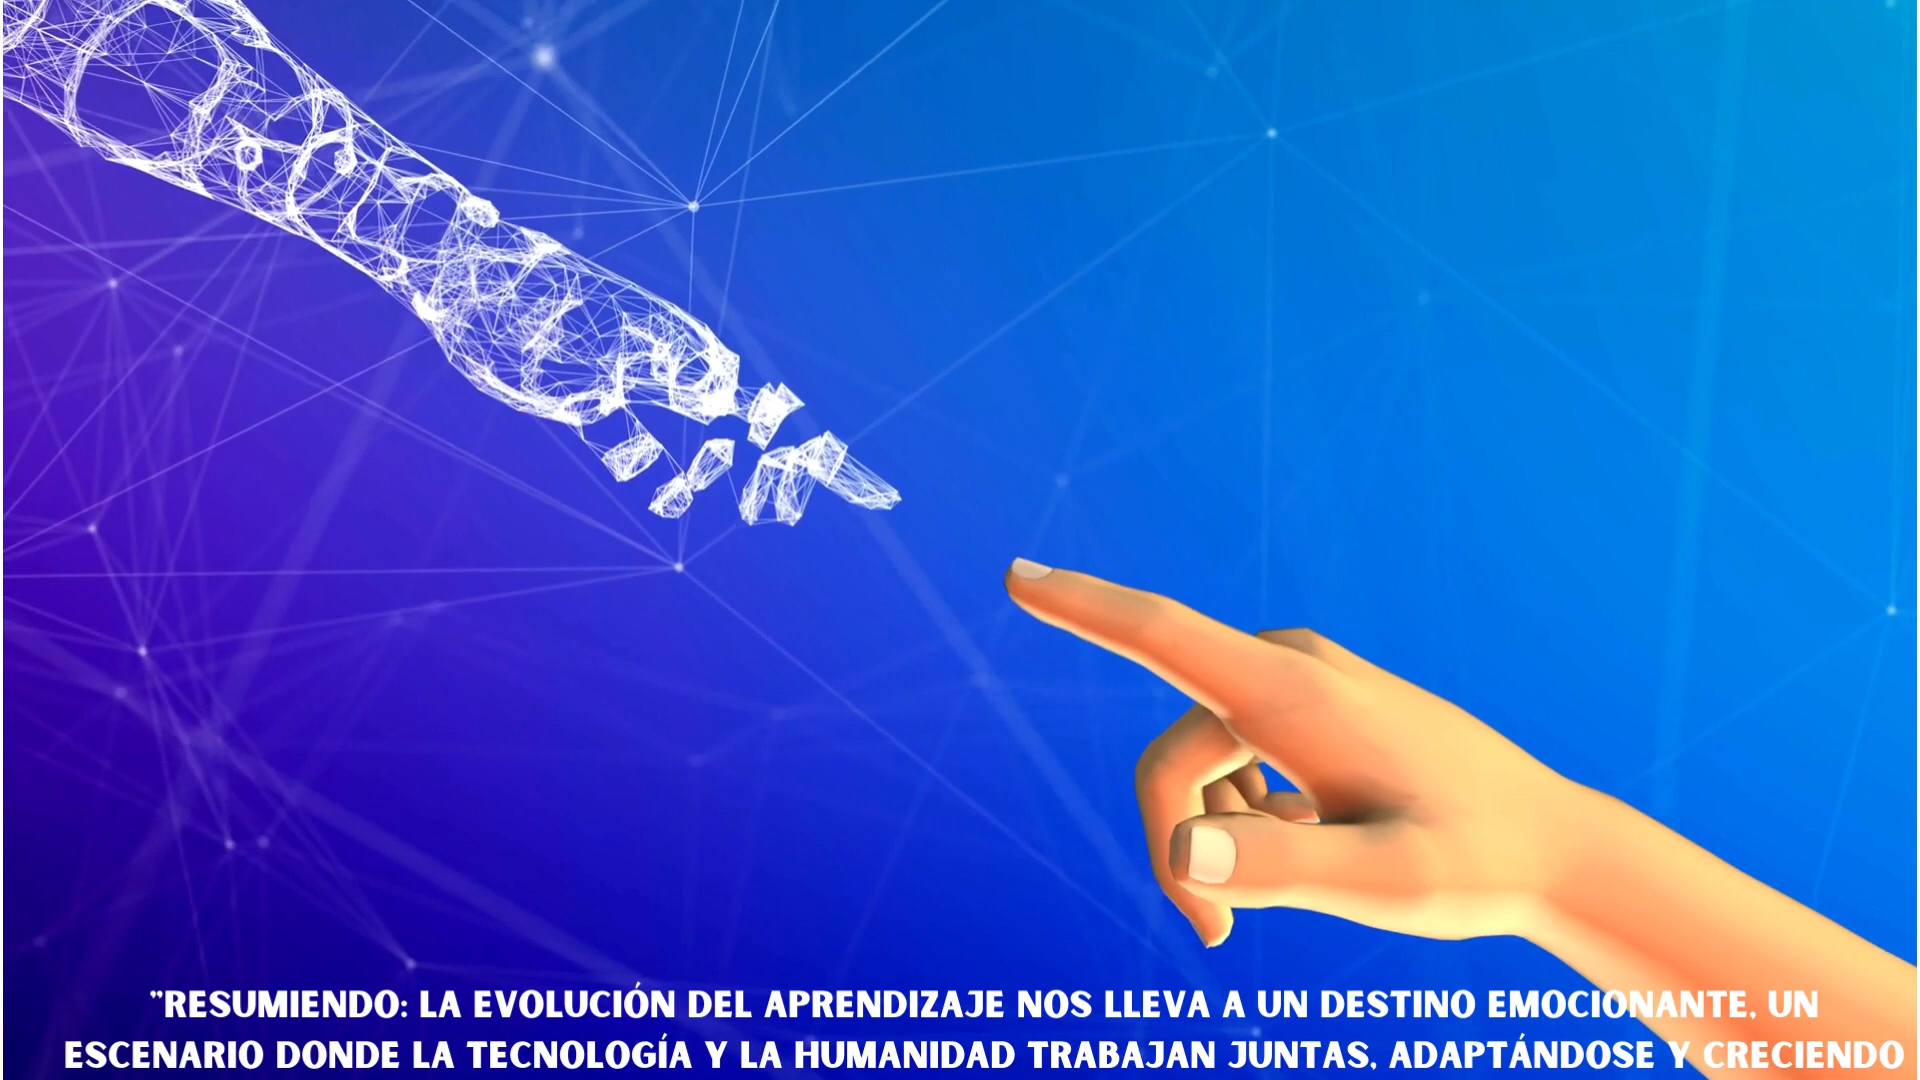 "RESUMIENDO: LA EVOLUCIÓN DEL APRENDIZAJE NOS LLEVA A UN DESTINO EMOCIONANTE, UN
ESCENARIO DONDE LA TECNOLOGÍA Y LA HUMANIDAD TRABAJAN JUNTAS, ADAPTÁNDOSE Y CRECIENDO